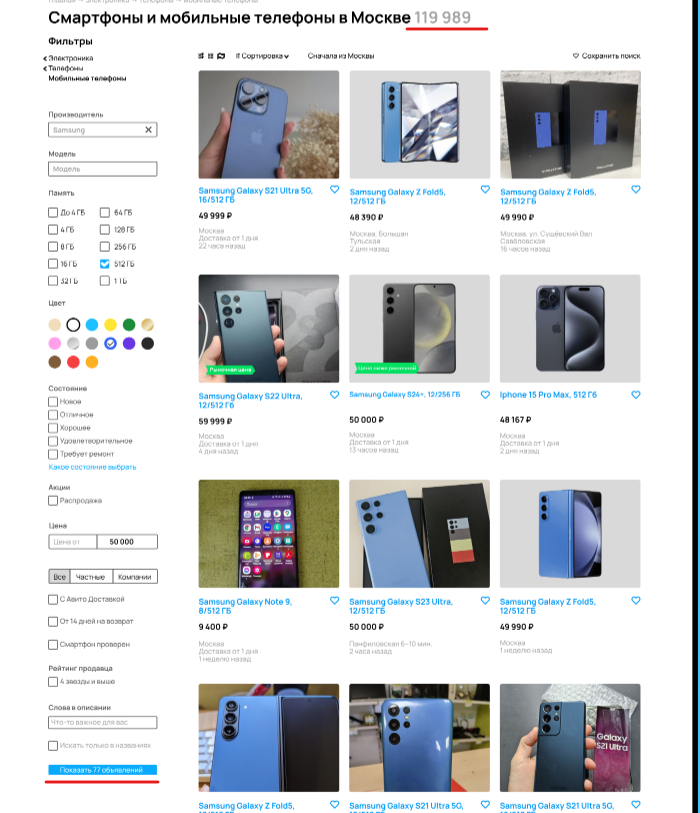 Смартфоны и мобильные телефоны в Москве 119 989
Фильтры
Электроника
Телефоны
Мобильные телефоны
Сортировка
Сначала из Москвы
Сохранить поиск
Производитель
Samsung
Модель
Модель
Память
До 4 ГБ
64 ГБ
4 ГБ
128 ГБ
8 ГБ
256 ГБ
16 ГБ
512 ГБ
32 ГБ
1 ТБ
Цвет
Состояние
Новое
Отличное
Хорошее
Удовлетворительное
Требует ремонт
Какое состояние выбрать
Акции
Распродажа
Цена
Цена от
50 000
Все
Частные
Компании
С Авито Доставкой
От 14 дней на возврат
Смартфон проверен
Рейтинг продавца
4 звезды и выше
Слова в описании
Что-то важное для вас
Искать только в названиях
Показать 77 объявлений
Samsung Galaxy S21 Ultra 5G,
16/512 ГБ
49 999 ₽
Москва
Доставка от 1 дня
22 часа назад
Samsung Galaxy Z Fold5,
12/512 ГБ
48 390 ₽
Москва, Большая
Тульская
2 дня назад
Samsung Galaxy Z Fold5,
12/512 ГБ
49 990 ₽
Москва, ул. Сущёвский Вал
Савёловская
16 часов назад
Рыночная цена
Samsung Galaxy S22 Ultra,
12/512 ГБ
59 999 ₽
Москва
Доставка от 1 дня
4 дня назад
Цена ниже рыночной
Samsung Galaxy S24+, 12/256 ГБ
50 000 ₽
Москва
Доставка от 1 дня
13 часов назад
Iphone 15 Pro Max, 512 Гб
48 167 ₽
Москва
Доставка от 1 дня
2 дня назад
Samsung Galaxy Note 9,
8/512 ГБ
9 400 ₽
Москва
Доставка от 1 дня
1 неделю назад
Samsung Galaxy S23 Ultra,
12/512 ГБ
50 000 ₽
Панфиловская 6–10 мин.
2 часа назад
Samsung Galaxy Z Fold5,
12/512 ГБ
49 990 ₽
Москва
1 неделю назад
Galaxy
S21 Ultra
Samsung Galaxy Z Fold5,
Samsung Galaxy S21 Ultra 5G,
Samsung Galaxy S21 Ultra 5G,